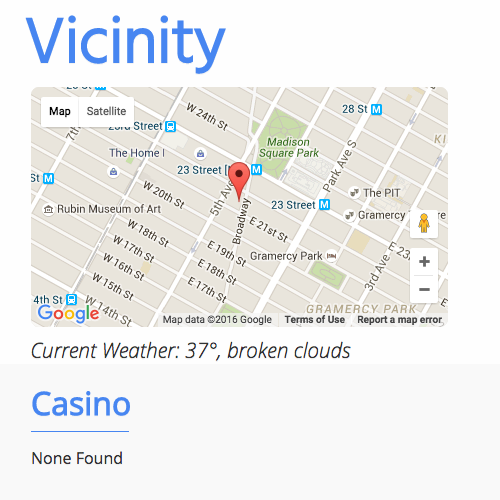 Vicinity
Map Satellite
W 24th St
28 St M
23rd Street
7th
The Home I
Madison
Square Park
23 Street
M
Park Ave S
St M
W 20th St
5th Ave
The PIT
Rubin Museum of Art
23 Street M
Gramercy
W 18th St
Broadway
E 21st St
W 17th St
E 19th St
Gramercy Park
E 23
W 16th St
E 18th St
3rd Ave
W 15th St
E 17th St
14th St
W 14th St
GRAMERCY PARK
Google
Map data ©2016 Google Terms of Use Report a map error
Current Weather: 37°, broken clouds
Casino
None Found